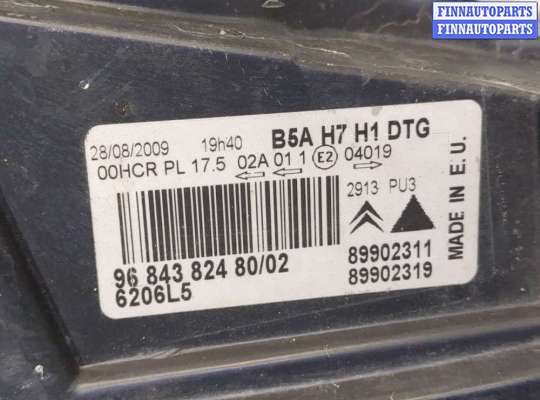 FINNAUTOPARTS
FINNAUTOPARTS
28/08/2009 19h40 B5A H7 H1 DTG
00HCR PL 17.5 02A 01 1 E2 04019
2913 PU3
96 843 824 80/02
6206L5
89902311
89902319
MADE IN E.U.